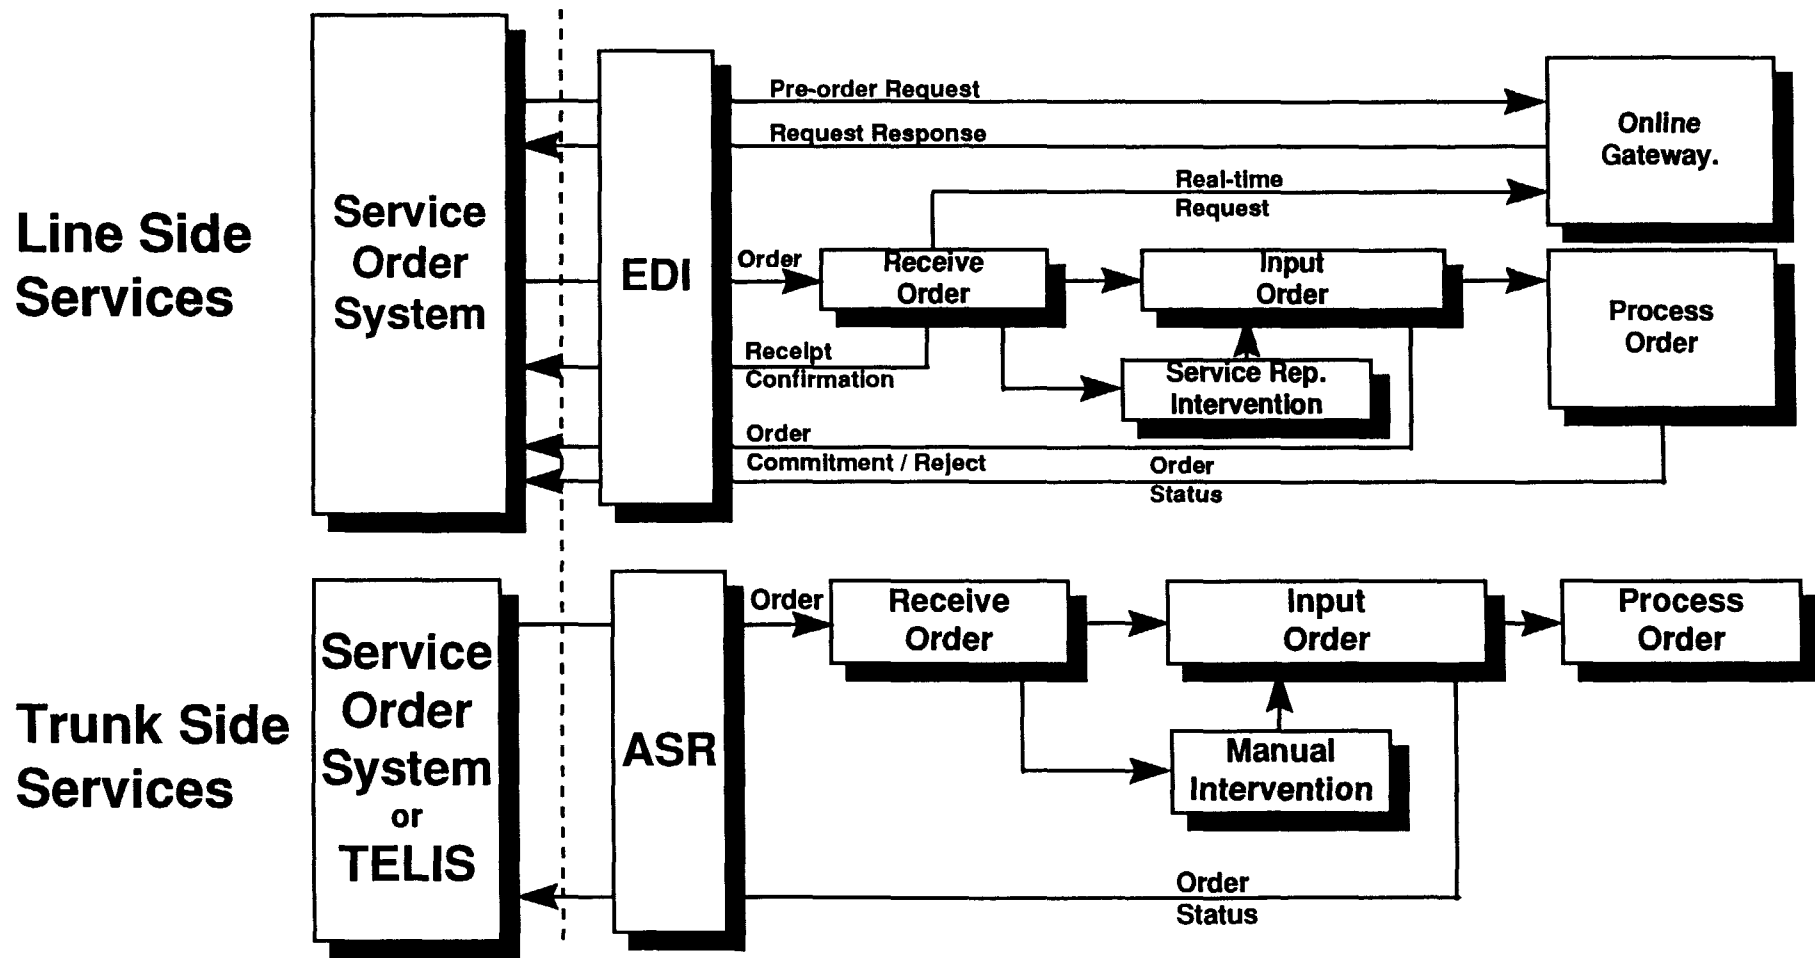 Line Side
Services
Service
Order
System
EDI
Pre-order Request
Request Response
Real-time
Request
Online
Gateway.
Order
Receive
Order
Input
Order
Process
Order
Receipt
Confirmation
Service Rep.
Intervention
Order
Commitment / Reject
Order
Status
Trunk Side
Services
Service
Order
System
or
TELIS
ASR
Order
Receive
Order
Input
Order
Process
Order
Manual
Intervention
Order
Status